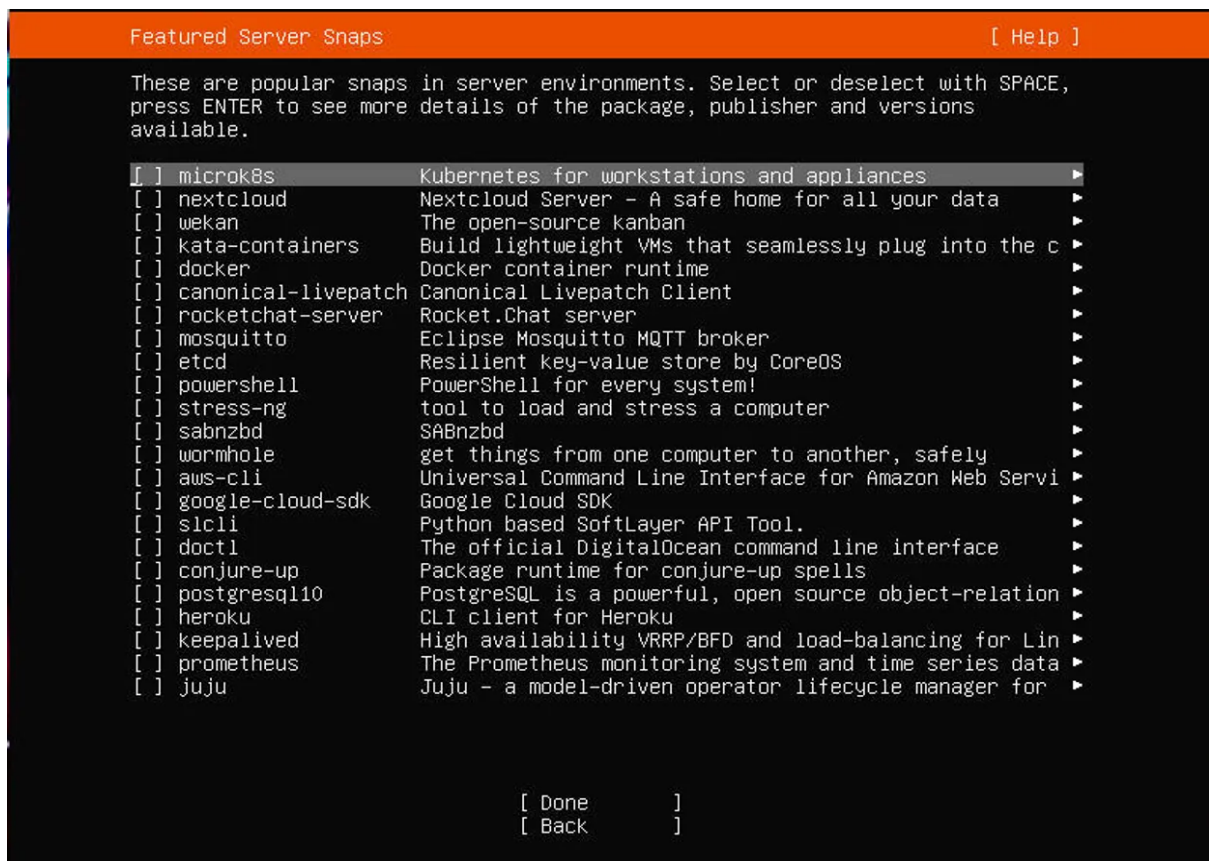 Featured Server Snaps [ Help ]
These are popular snaps in server environments. Select or deselect with SPACE,
press ENTER to see more details of the package, publisher and versions
available.
[ ] microk8s Kubernetes for workstations and appliances ►
[ ] nextcloud Nextcloud Server – A safe home for all your data ►
[ ] wekan The open-source kanban ►
[ ] kata-containers Build lightweight VMs that seamlessly plug into the c ►
[ ] docker Docker container runtime ►
[ ] canonical-livepatch Canonical Livepatch Client ►
[ ] rocketchat-server Rocket.Chat server ►
[ ] mosquitto Eclipse Mosquitto MQTT broker ►
[ ] etcd Resilient key-value store by CoreOS ►
[ ] powershell PowerShell for every system! ►
[ ] stress-ng tool to load and stress a computer ►
[ ] sabnzbd SABnzbd ►
[ ] wormhole get things from one computer to another, safely ►
[ ] aws-cli Universal Command Line Interface for Amazon Web Servi ►
[ ] google-cloud-sdk Google Cloud SDK ►
[ ] slcli Python based SoftLayer API Tool. ►
[ ] doctl The official DigitalOcean command line interface ►
[ ] conjure-up Package runtime for conjure-up spells ►
[ ] postgresql10 PostgreSQL is a powerful, open source object-relation ►
[ ] heroku CLI client for Heroku ►
[ ] keepalived High availability VRRP/BFD and load-balancing for Lin ►
[ ] prometheus The Prometheus monitoring system and time series data ►
[ ] juju Juju – a model-driven operator lifecycle manager for ►
[ Done ]
[ Back ]